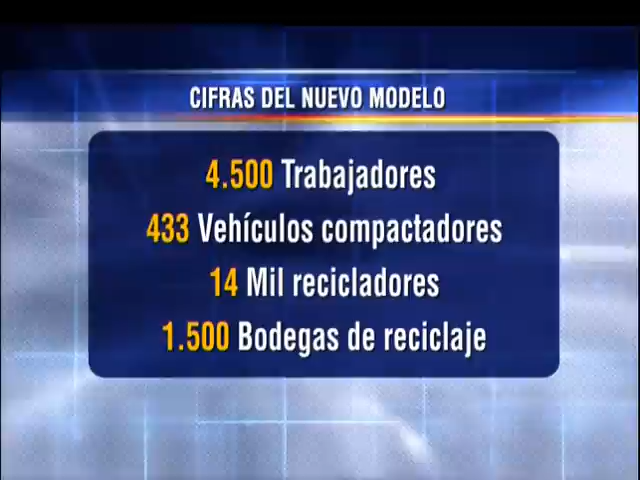 CIFRAS DEL NUEVO MODELO
4.500 Trabajadores
433 Vehículos compactadores
14 Mil recicladores
1.500 Bodegas de reciclaje